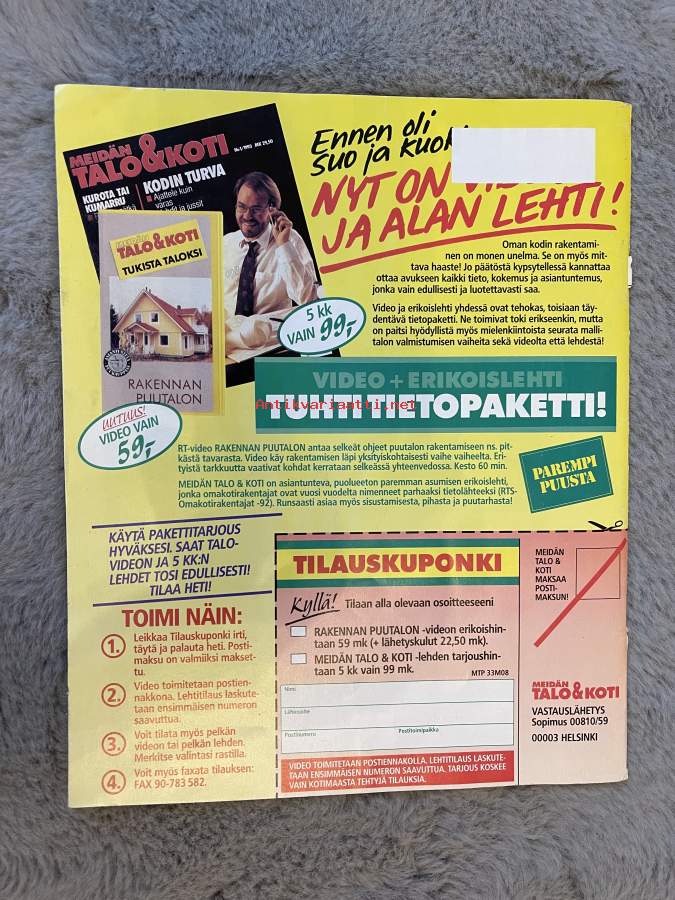 MEIDÄN
TALO&KOTI
No 1/1993 MK 29,50
KUROTA TAI
KUMARRU
KODIN TURVA
Ajattele kuin
varas
MEIDÄN
TALO&KOTI
TUKISTA TALOKSI
RAKENNAN
PUUTALON
UUTUUS!
VIDEO VAIN
59,-
5 kk
VAIN 99,-
Ennen oli
suo ja
NYT ON
JA ALAN LEHTI!
Oman kodin rakentami-
nen on monen unelma. Se on myös mit-
tava haaste! Jo päätöstä kypsytellessä kannattaa
ottaa avukseen kaikki tieto, kokemus ja asiantuntemus,
jonka vain edullisesti ja luotettavasti saa.
Video ja erikoislehti yhdessä ovat tehokas, toisiaan täy-
dentävä tietopaketti. Ne toimivat toki erikseenkin, mutta
on paitsi hyödyllistä myös mielenkiintoista seurata malli-
talon valmistumisen vaiheita sekä videolta että lehdestä!
VIDEO + ERIKOISLEHTI
TUHTI TIETOPAKETTI!
Antikvariaatti.net
RT-video RAKENNAN PUUTALON antaa selkeät ohjeet puutalon rakentamiseen ns. pit-
kästä tavarasta. Video käy rakentamisen läpi yksityiskohtaisesti vaihe vaiheelta. Eri-
tyistä tarkkuutta vaativat kohdat kerrataan selkeässä yhteenvedossa. Kesto 60 min.
MEIDÄN TALO & KOTI on asiantunteva, puolueeton paremman asumisen erikoislehti,
jonka omakotirakentajat ovat vuosi vuodelta nimenneet parhaaksi tietolähteeksi (RTS-
Omakotirakentajat -92). Runsaasti asiaa myös sisustamisesta, pihasta ja puutarhasta!
PAREMPI
PUUSTA
KÄYTÄ PAKETTITARJOUS
HYVÄKSESI. SAAT TALO-
VIDEON JA 5 KK:N
LEHDET TOSI EDULLISESTI!
TILAA HETI!
TOIMI NÄIN:
1. Leikkaa Tilauskuponki irti,
täytä ja palauta heti. Posti-
maksu on valmiiksi makset-
tu.
2. Video toimitetaan postien-
nakkona. Lehtitilaus laskute-
taan ensimmäisen numeron
saavuttua.
3. Voit tilata myös pelkän
videon tai pelkän lehden.
Merkitse valintasi rastilla.
4. Voit myös faxata tilauksen:
FAX 90-783 582.
TILAUSKUPONKI
Kyllä! Tilaan alla olevaan osoitteeseeni
RAKENNAN PUUTALON -videon erikoishin-
taan 59 mk (+ lähetyskulut 22,50 mk).
MEIDÄN TALO & KOTI -lehden tarjoushin-
taan 5 kk vain 99 mk.
MTP 33M08
Nimi
Lähiosoite
Postinumero Postitoimipaikka
VIDEO TOIMITETAAN POSTIENNAKOLLA. LEHTITILAUS LASKUTE-
TAAN ENSIMMÄISEN NUMERON SAAVUTTUA. TARJOUS KOSKEE
VAIN KOTIMAASTA TEHTYJÄ TILAUKSIA.
MEIDÄN
TALO &
KOTI
MAKSAA
POSTI-
MAKSUN!
MEIDÄN
TALO&KOTI
VASTAUSLÄHETYS
Sopimus 00810/59
00003 HELSINKI